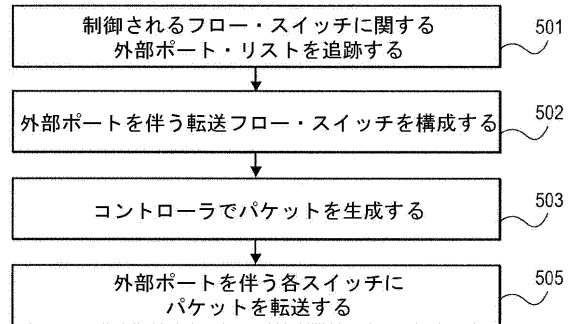 制御されるフロー・スイッチに関する
外部ポート・リストを追跡する
501
外部ポートを伴う転送フロー・スイッチを構成する
502
コントローラでパケットを生成する
503
外部ポートを伴う各スイッチに
パケットを転送する
505